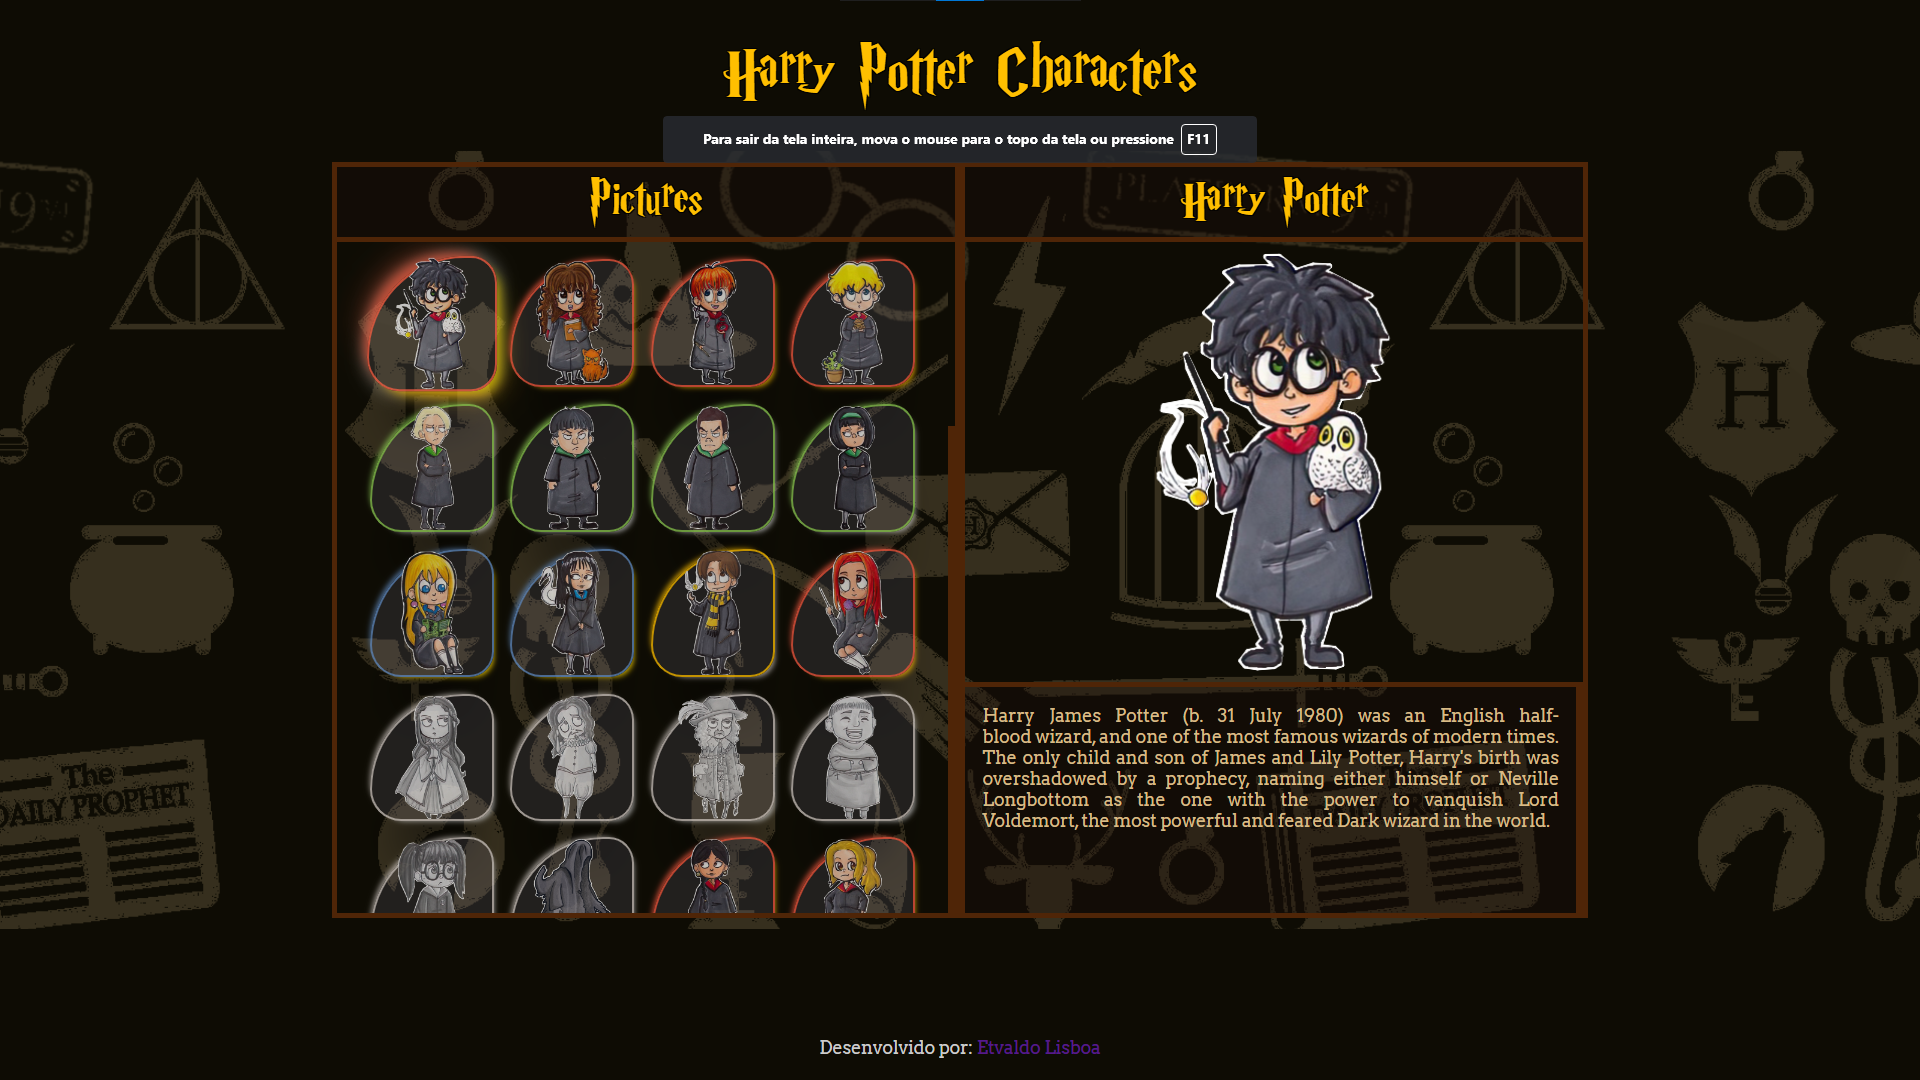 Harry Potter Characters
Para sair da tela inteira, mova o mouse para o topo da tela ou pressione F11
Pictures
Harry Potter
Harry James Potter (b. 31 July 1980) was an English half-
blood wizard, and one of the most famous wizards of modern times.
The only child and son of James and Lily Potter, Harry's birth was
overshadowed by a prophecy, naming either himself or Neville
Longbottom as the one with the power to vanquish Lord
Voldemort, the most powerful and feared Dark wizard in the world.
H
H
The
DAILY PROPHET
Desenvolvido por: Etvaldo Lisboa